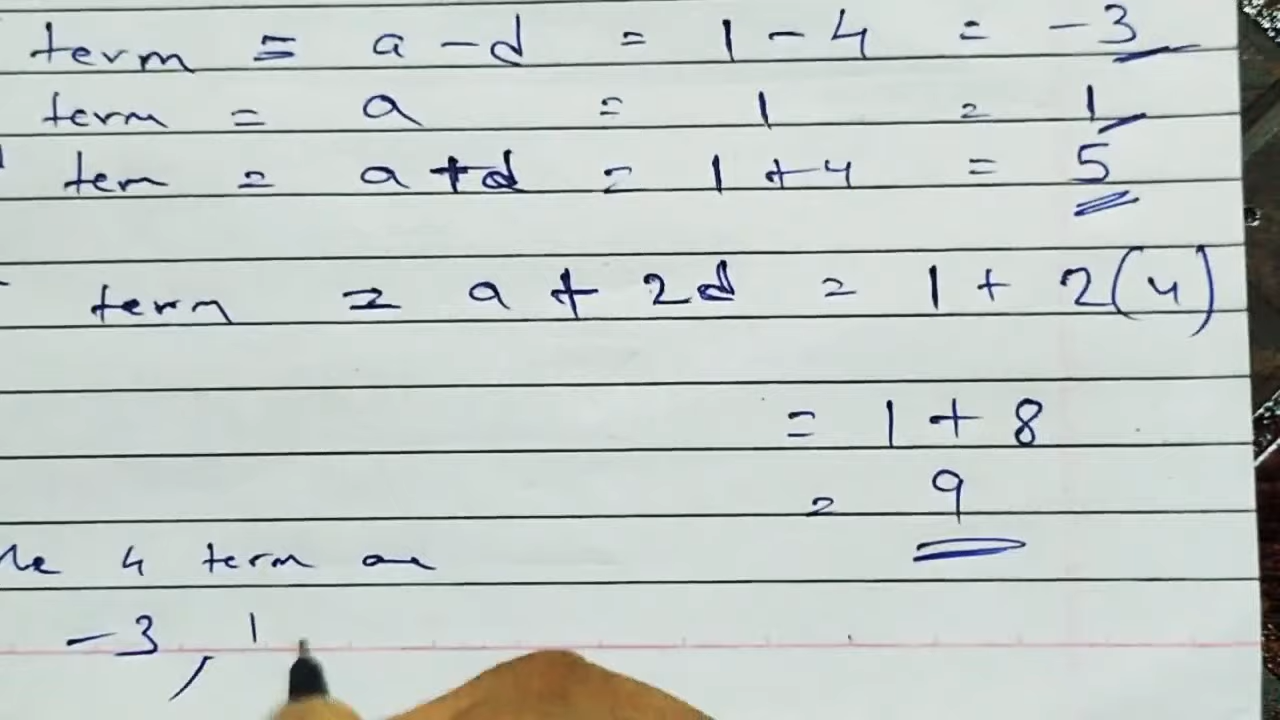 term = a - d = 1 - 4 = -3
term = a = 1 = 1
tem = a + d = 1 + 4 = 5
term = a + 2d = 1 + 2(4)
= 1 + 8
= 9
4 term are
-3, 1